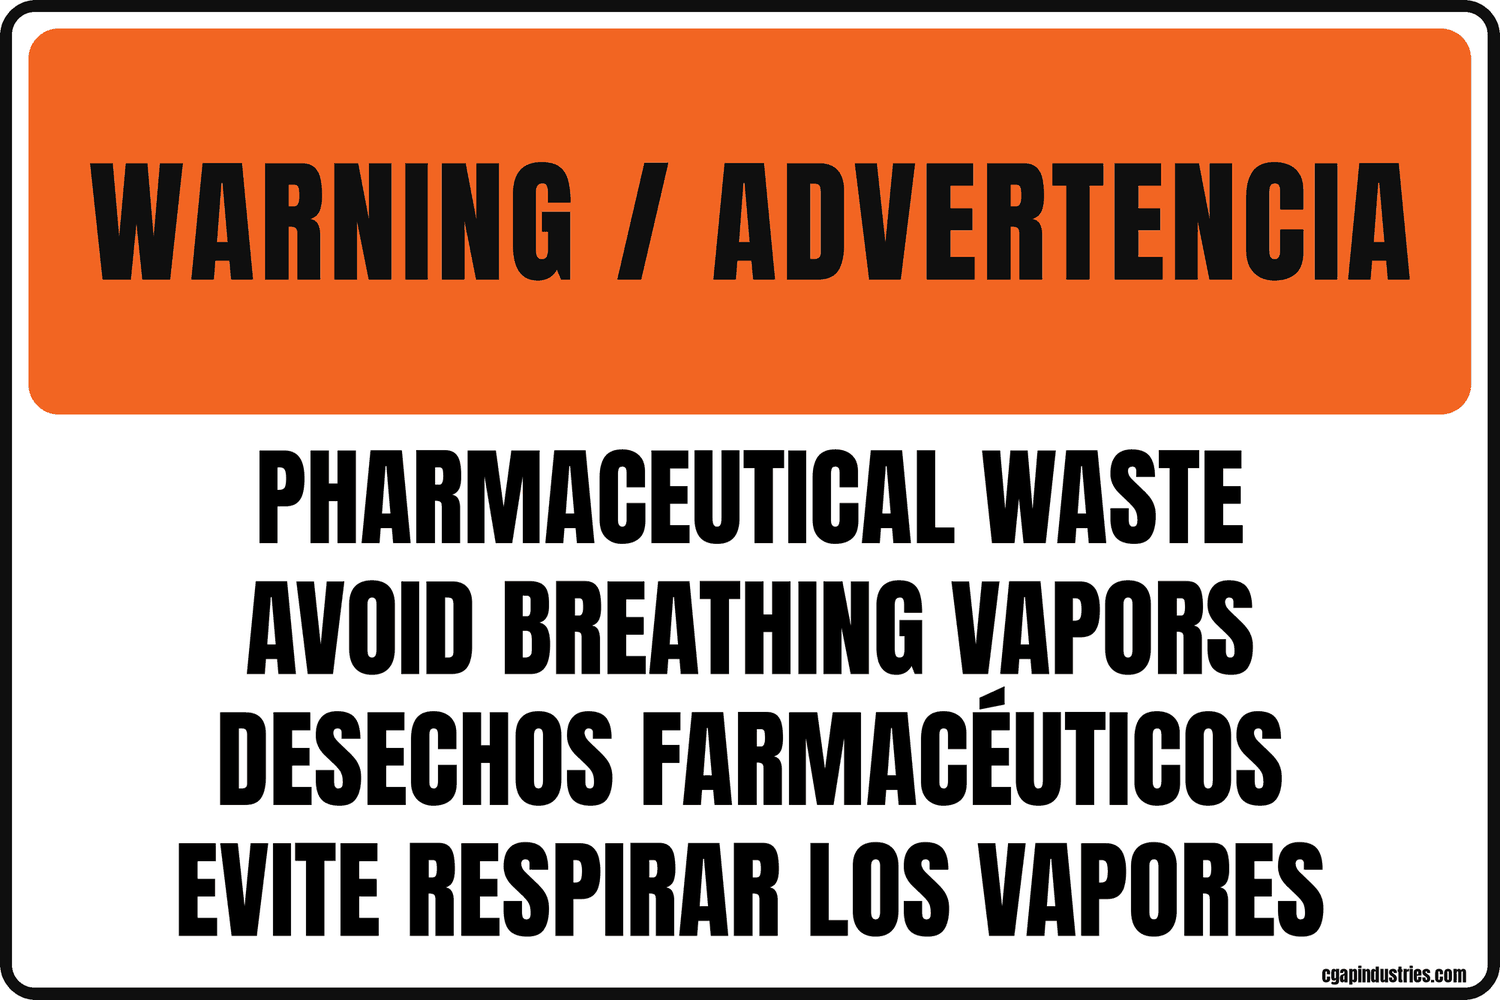 WARNING / ADVERTENCIA
PHARMACEUTICAL WASTE
AVOID BREATHING VAPORS
DESECHOS FARMACÉUTICOS
EVITE RESPIRAR LOS VAPORES
cgapindustries.com